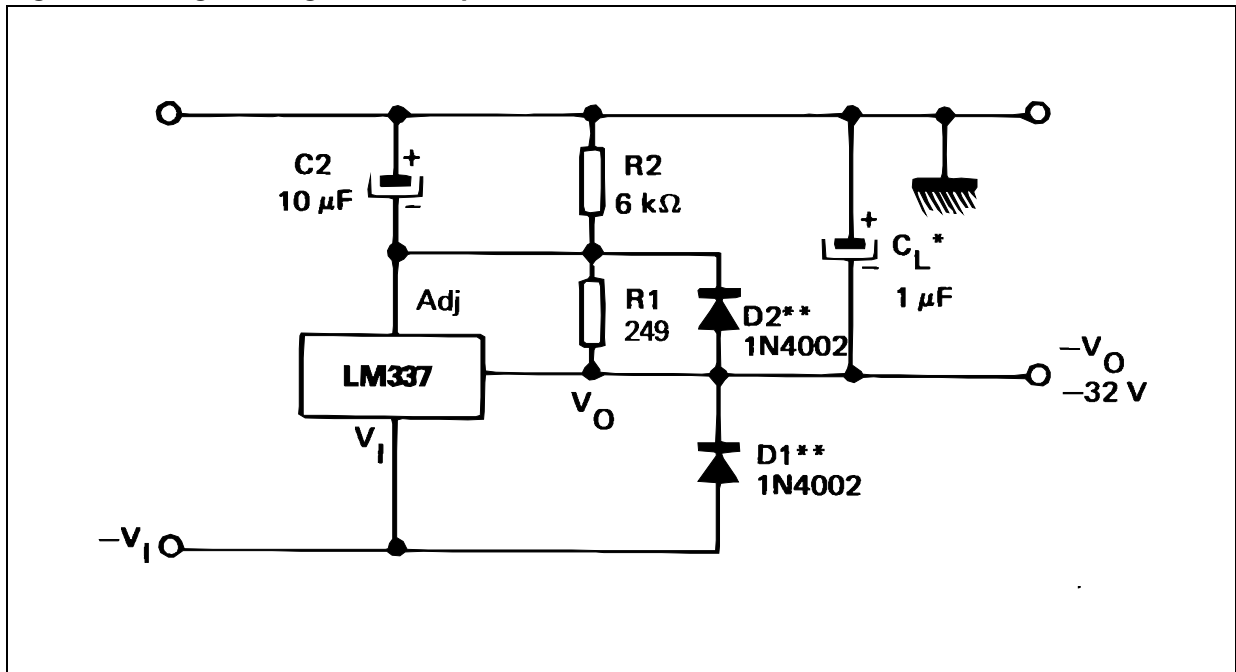 C2
10 µF
+
−
R2
6 kΩ
+
−
C_L*
1 µF
Adj
R1
249
D2**
1N4002
LM337
V_O
−V_O
−32 V
V_I
D1**
1N4002
−V_I